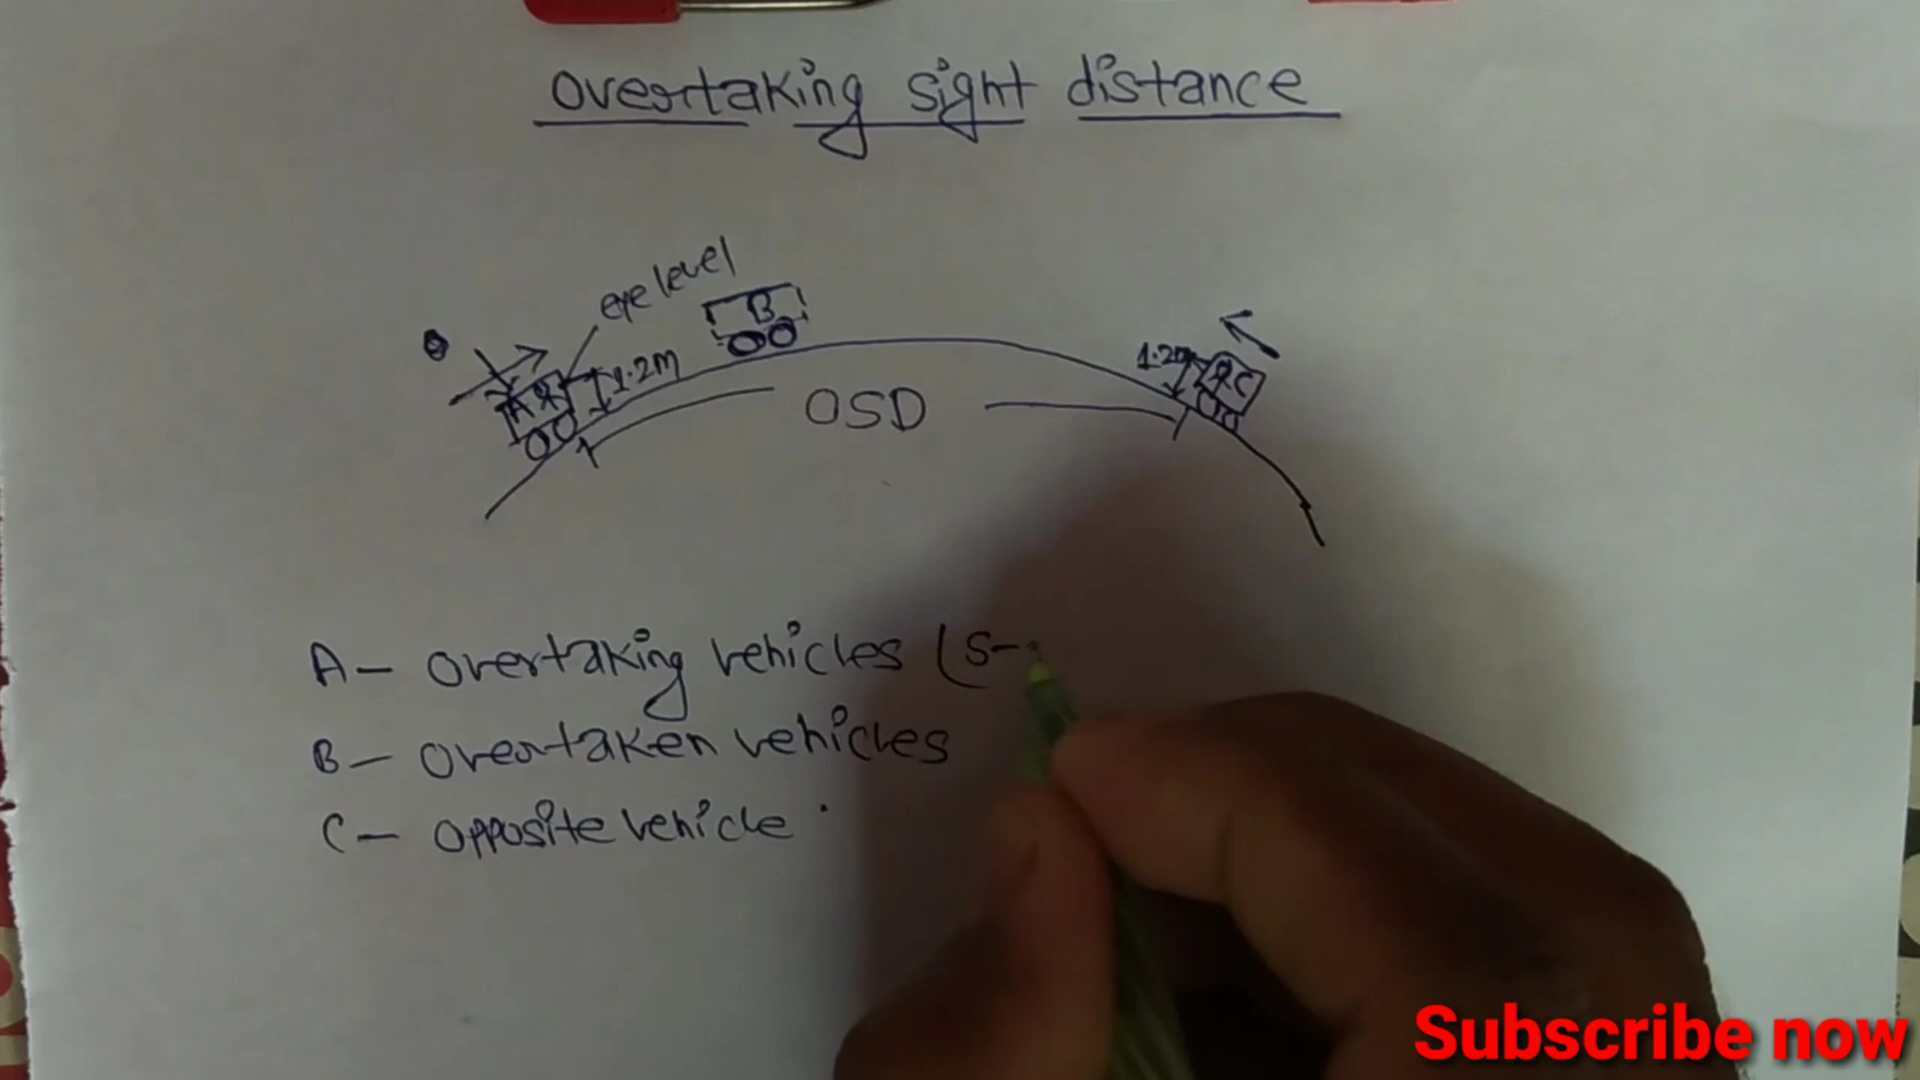 Overtaking sight distance
eye level
B
1.2m
1.2m
A
C
OSD
A - Overtaking vehicles (S-
B - Overtaken vehicles
C - Opposite vehicle
Subscribe now